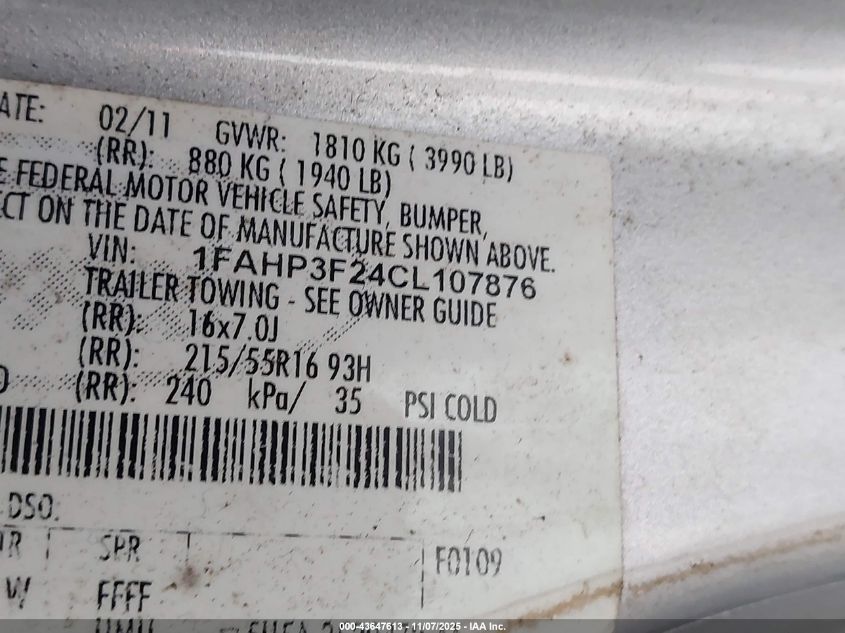 ATE: 02/11 GVWR: 1810 KG ( 3990 LB)
(RR): 880 KG ( 1940 LB)
E FEDERAL MOTOR VEHICLE SAFETY, BUMPER,
ECT ON THE DATE OF MANUFACTURE SHOWN ABOVE.
VIN: 1FAHP3F24CL107876
TRAILER TOWING - SEE OWNER GUIDE
(RR): 16x7.0J
(RR): 215/55R16 93H
(RR): 240 kPa/ 35 PSI COLD
DSO:
TR SPR F0109
W FFFF
000-43647613 - 11/07/2025 - IAA Inc.